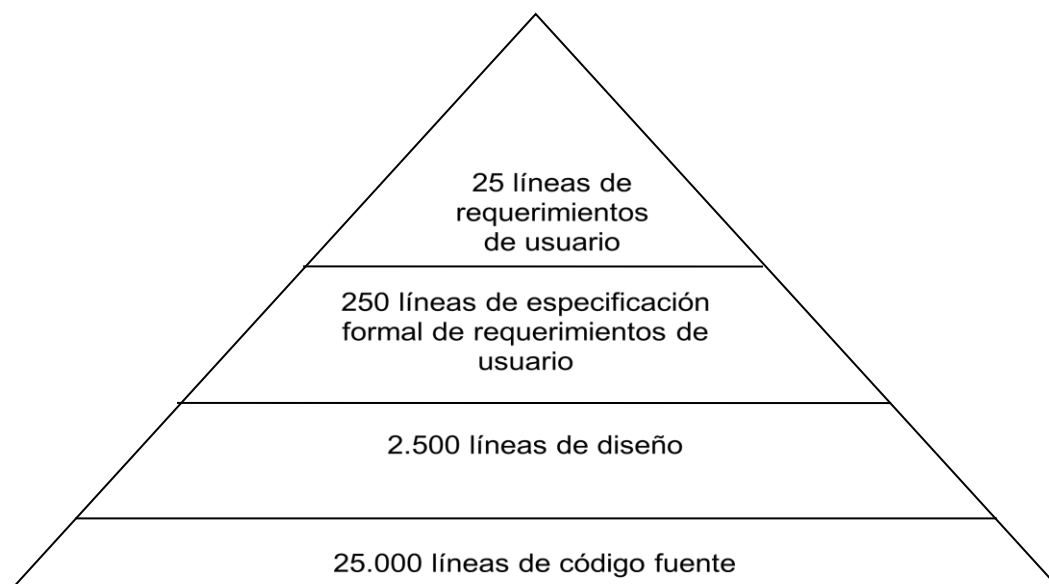 25 líneas de
requerimientos
de usuario
250 líneas de especificación
formal de requerimientos de
usuario
2.500 líneas de diseño
25.000 líneas de código fuente